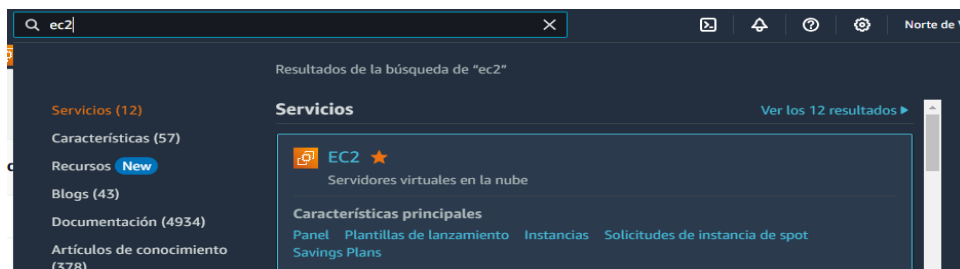 ec2
Norte de
Resultados de la búsqueda de "ec2"
Servicios (12)
Servicios
Ver los 12 resultados
Características (57)
Recursos New
EC2
Servidores virtuales en la nube
Blogs (43)
Documentación (4934)
Características principales
Panel Plantillas de lanzamiento Instancias Solicitudes de instancia de spot
Savings Plans
Artículos de conocimiento
(378)